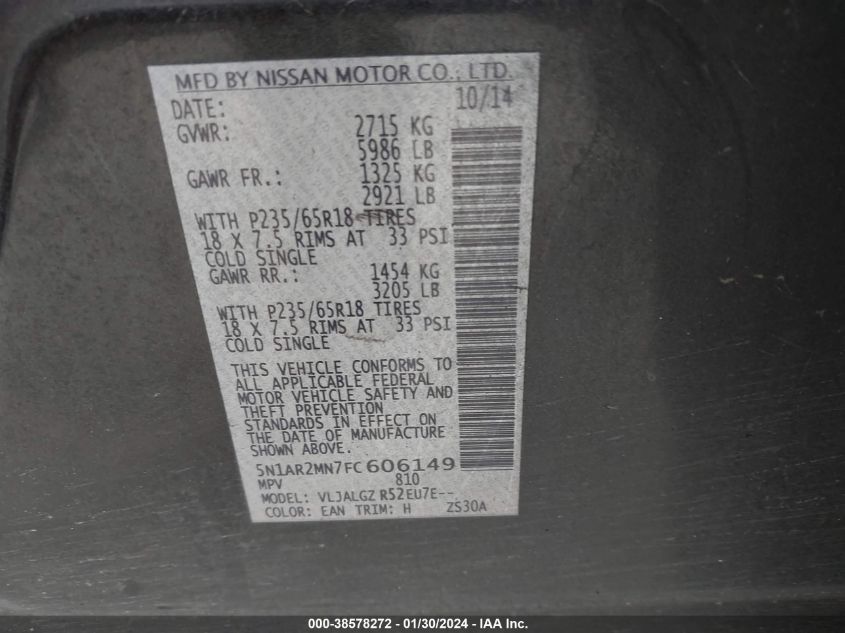 MFD BY NISSAN MOTOR CO., LTD.
DATE: 10/14
GVWR: 2715 KG
5986 LB
GAWR FR.: 1325 KG
2921 LB
WITH P235/65R18 TIRES
18 X 7.5 RIMS AT 33 PSI
COLD SINGLE
GAWR RR.: 1454 KG
3205 LB
WITH P235/65R18 TIRES
18 X 7.5 RIMS AT 33 PSI
COLD SINGLE
THIS VEHICLE CONFORMS TO
ALL APPLICABLE FEDERAL
MOTOR VEHICLE SAFETY AND
THEFT PREVENTION
STANDARDS IN EFFECT ON
THE DATE OF MANUFACTURE
SHOWN ABOVE.
5N1AR2MN7FC606149
MPV 810
MODEL: VLJALGZ R52EU7E--
COLOR: EAN TRIM: H ZS30A
000-38578272 - 01/30/2024 - IAA Inc.